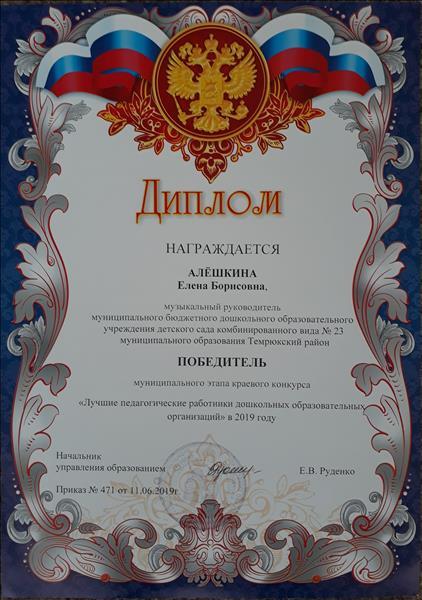 Диплом
НАГРАЖДАЕТСЯ
АЛЁШКИНА
Елена Борисовна,
музыкальный руководитель
муниципального бюджетного дошкольного образовательного
учреждения детского сада комбинированного вида № 23
муниципального образования Темрюкский район
ПОБЕДИТЕЛЬ
муниципального этапа краевого конкурса
«Лучшие педагогические работники дошкольных образовательных
организаций» в 2019 году
Начальник
управления образованием
Е.В. Руденко
Приказ № 471 от 11.06.2019г